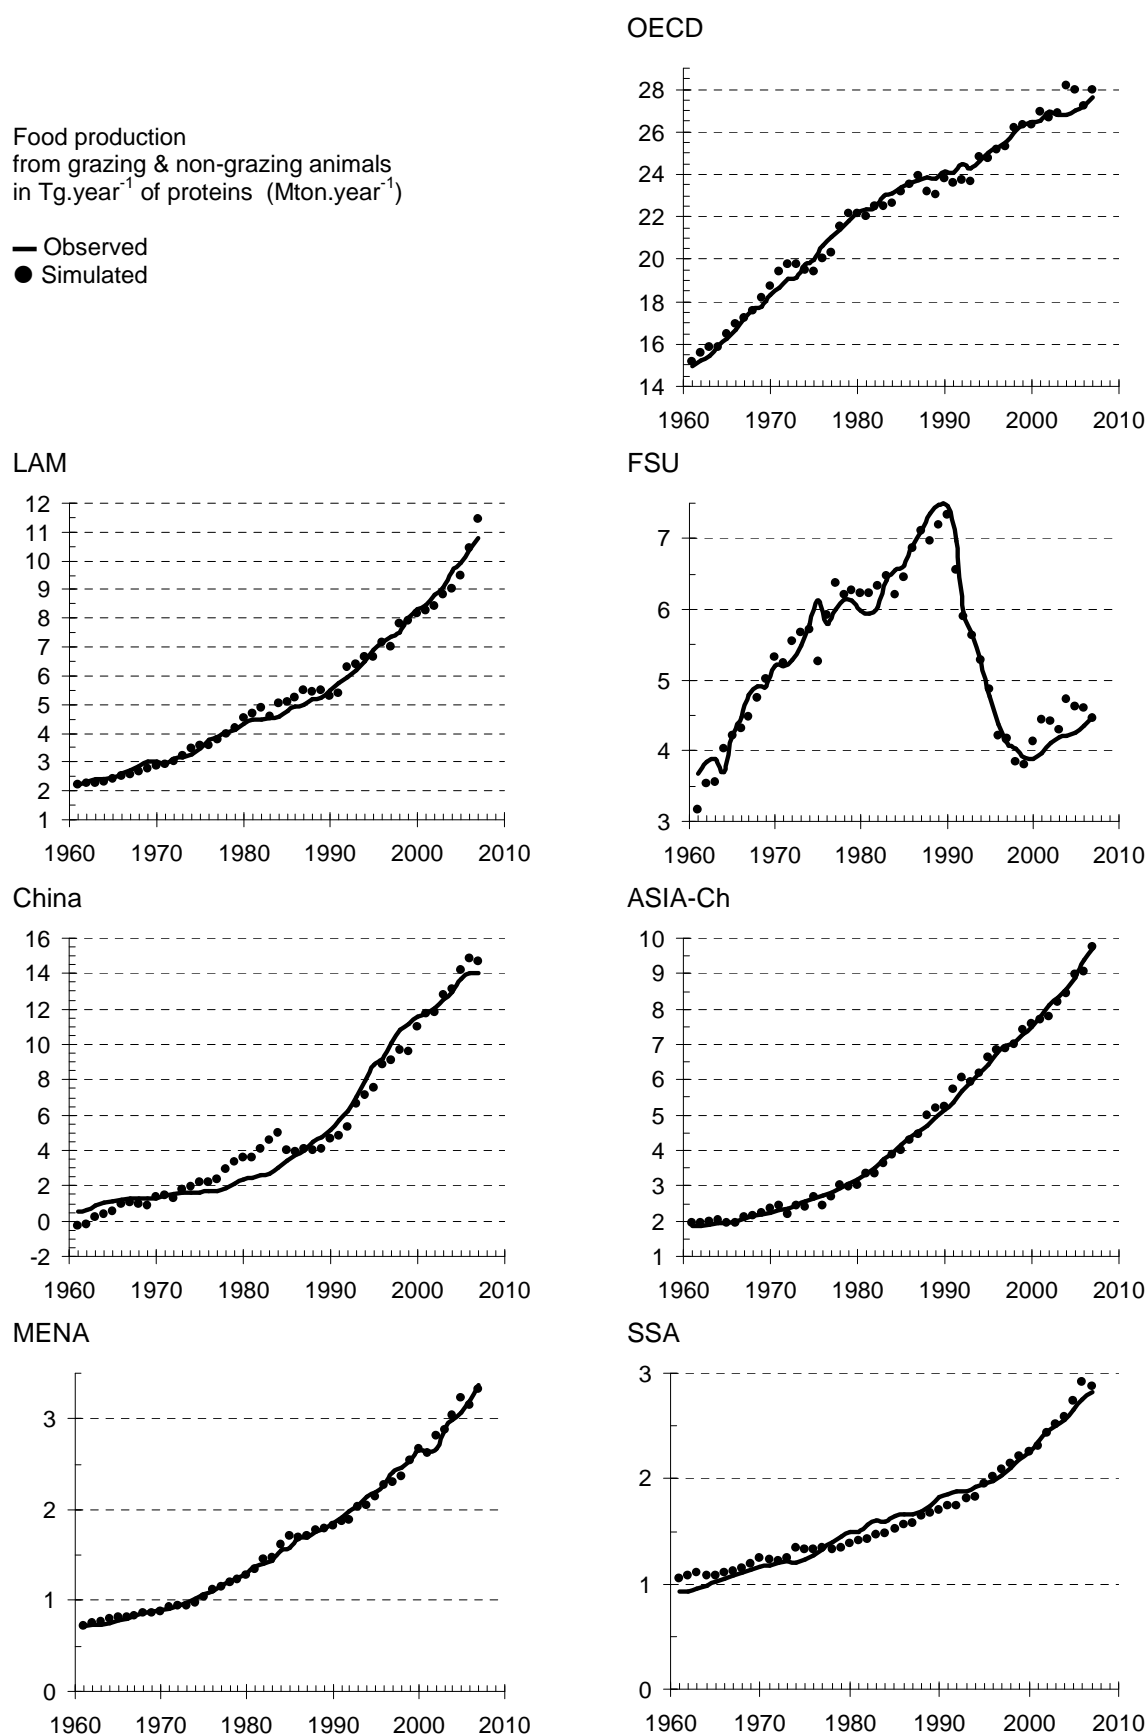 OECD
Food production
from grazing & non-grazing animals
in Tg.year-1 of proteins (Mton.year-1)
Observed
Simulated
28
26
24
22
20
18
16
14
1960 1970 1980 1990 2000 2010
LAM
12
11
10
9
8
7
6
5
4
3
2
1
1960 1970 1980 1990 2000 2010
FSU
7
6
5
4
3
1960 1970 1980 1990 2000 2010
China
16
14
12
10
8
6
4
2
0
-2
1960 1970 1980 1990 2000 2010
ASIA-Ch
10
9
8
7
6
5
4
3
2
1
1960 1970 1980 1990 2000 2010
MENA
3
2
1
0
1960 1970 1980 1990 2000 2010
SSA
3
2
1
0
1960 1970 1980 1990 2000 2010